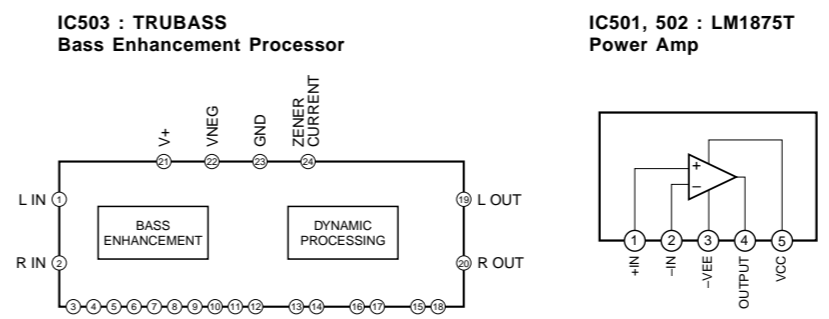 IC503 : TRUBASS
Bass Enhancement Processor
V+
VNEG
GND
ZENER
CURRENT
21
22
23
24
L IN
1
R IN
2
BASS
ENHANCEMENT
DYNAMIC
PROCESSING
19
L OUT
20
R OUT
3 4 5 6 7 8 9 10 11 12 13 14 16 17 15 18
IC501, 502 : LM1875T
Power Amp
+
–
1 2 3 4 5
+IN
–IN
–VEE
OUTPUT
VCC